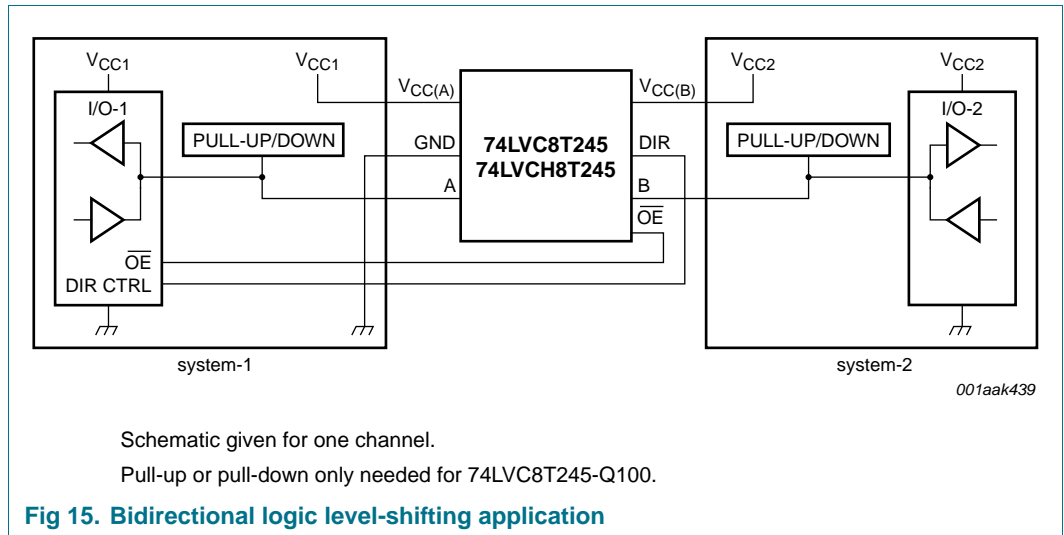 VCC1
VCC1
VCC(A)
VCC(B)
VCC2
VCC2
I/O-1
PULL-UP/DOWN
GND
74LVC8T245
74LVCH8T245
DIR
PULL-UP/DOWN
I/O-2
A
B
OE
OE
DIR CTRL
system-1
system-2
001aak439
Schematic given for one channel.
Pull-up or pull-down only needed for 74LVC8T245-Q100.
Fig 15. Bidirectional logic level-shifting application